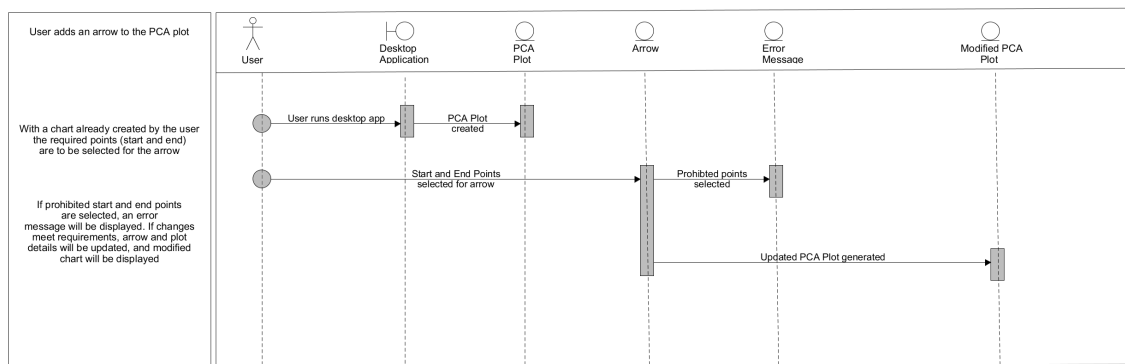 User adds an arrow to the PCA plot
User
Desktop
Application
PCA
Plot
Arrow
Error
Message
Modified PCA
Plot
With a chart already created by the user
the required points (start and end)
are to be selected for the arrow
User runs desktop app
PCA Plot
created
If prohibited start and end points
are selected, an error
message will be displayed. If changes
meet requirements, arrow and plot
details will be updated, and modified
chart will be displayed
Start and End Points
selected for arrow
Prohibted points
selected
Updated PCA Plot generated